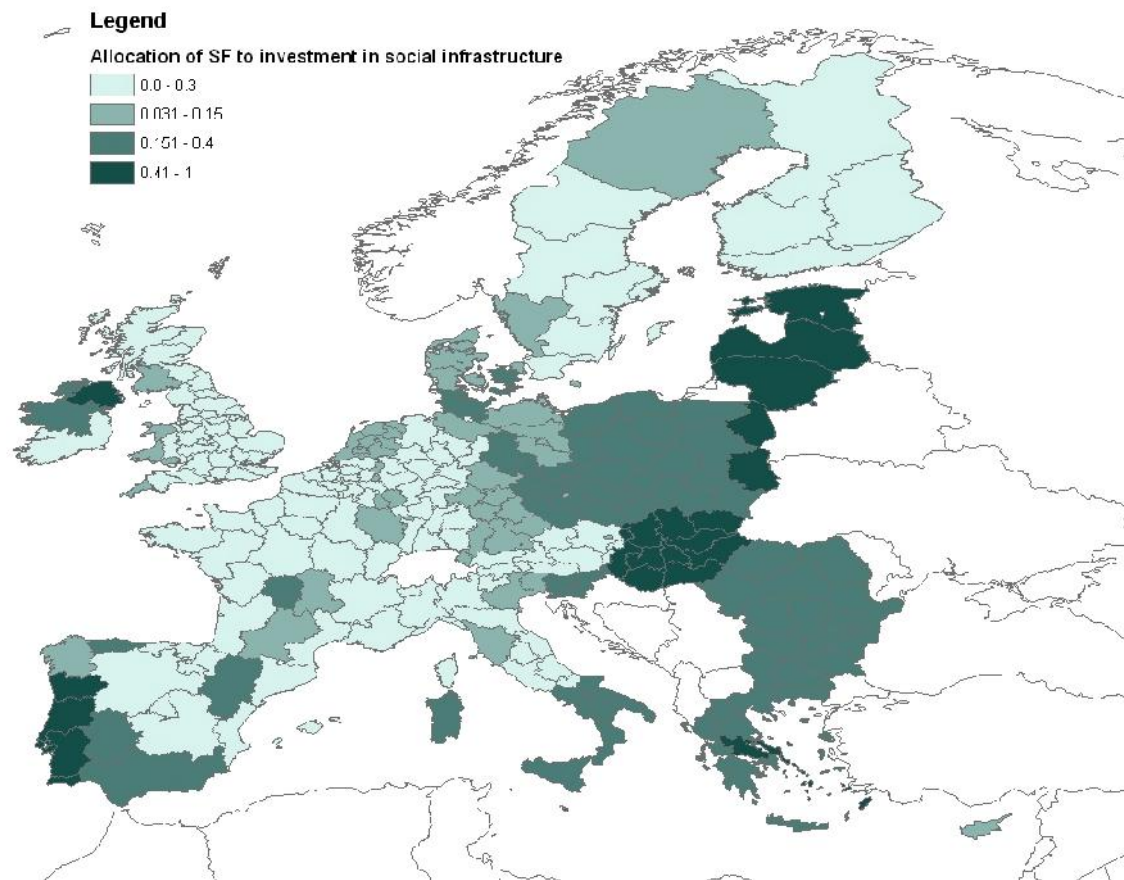 Legend
Allocation of SF to investment in social infrastructure
0.0 - 0.3
0.031 - 0.15
0.151 - 0.4
0.41 - 1